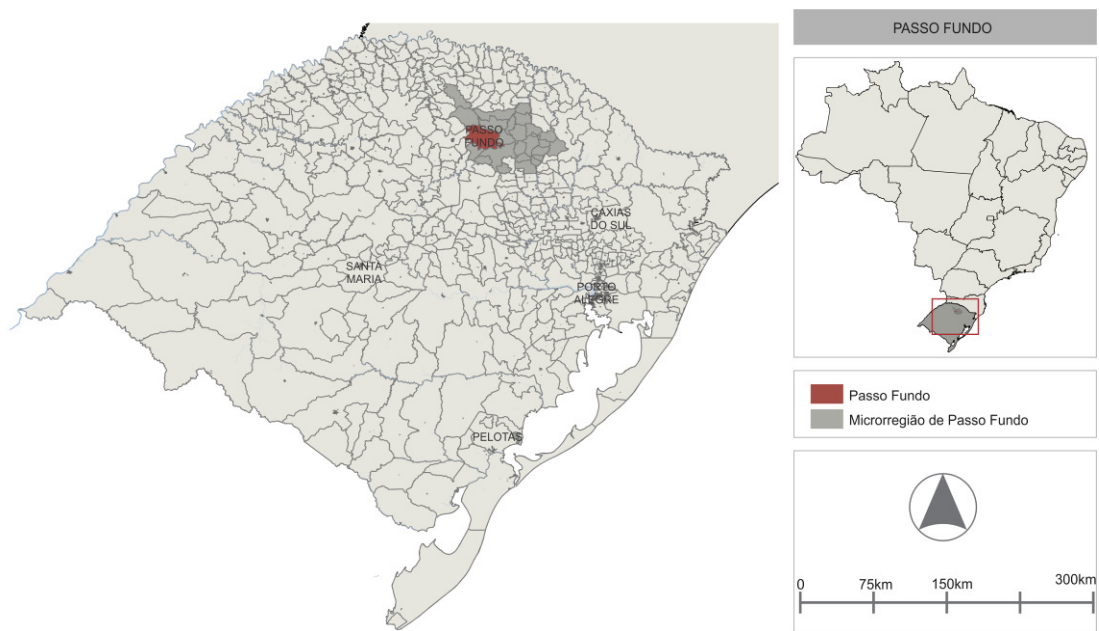 PASSO
FUNDO
CAXIAS
DO SUL
SANTA
MARIA
PORTO
ALEGRE
PELOTAS
PASSO FUNDO
Passo Fundo
Microrregião de Passo Fundo
0 75km 150km 300km